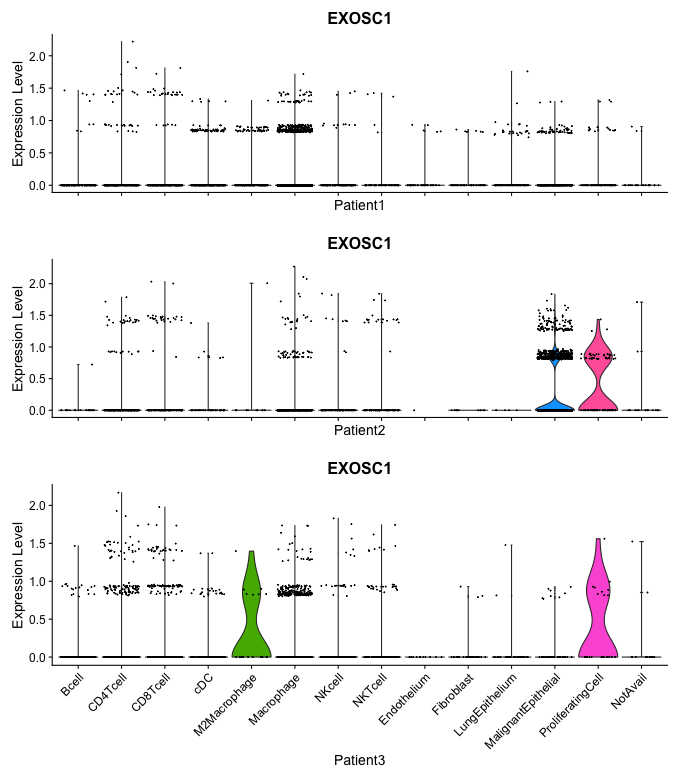 EXOSC1
Expression Level
2.0
1.5
1.0
0.5
0.0
Patient1
EXOSC1
Expression Level
2.0
1.5
1.0
0.5
0.0
Patient2
EXOSC1
Expression Level
2.0
1.5
1.0
0.5
0.0
Bcell
CD4Tcell
CD8Tcell
cDC
M2Macrophage
Macrophage
NKcell
NKTcell
Endothelium
Fibroblast
LungEpithelium
MalignantEpithelial
ProliferatingCell
NotAvail
Patient3